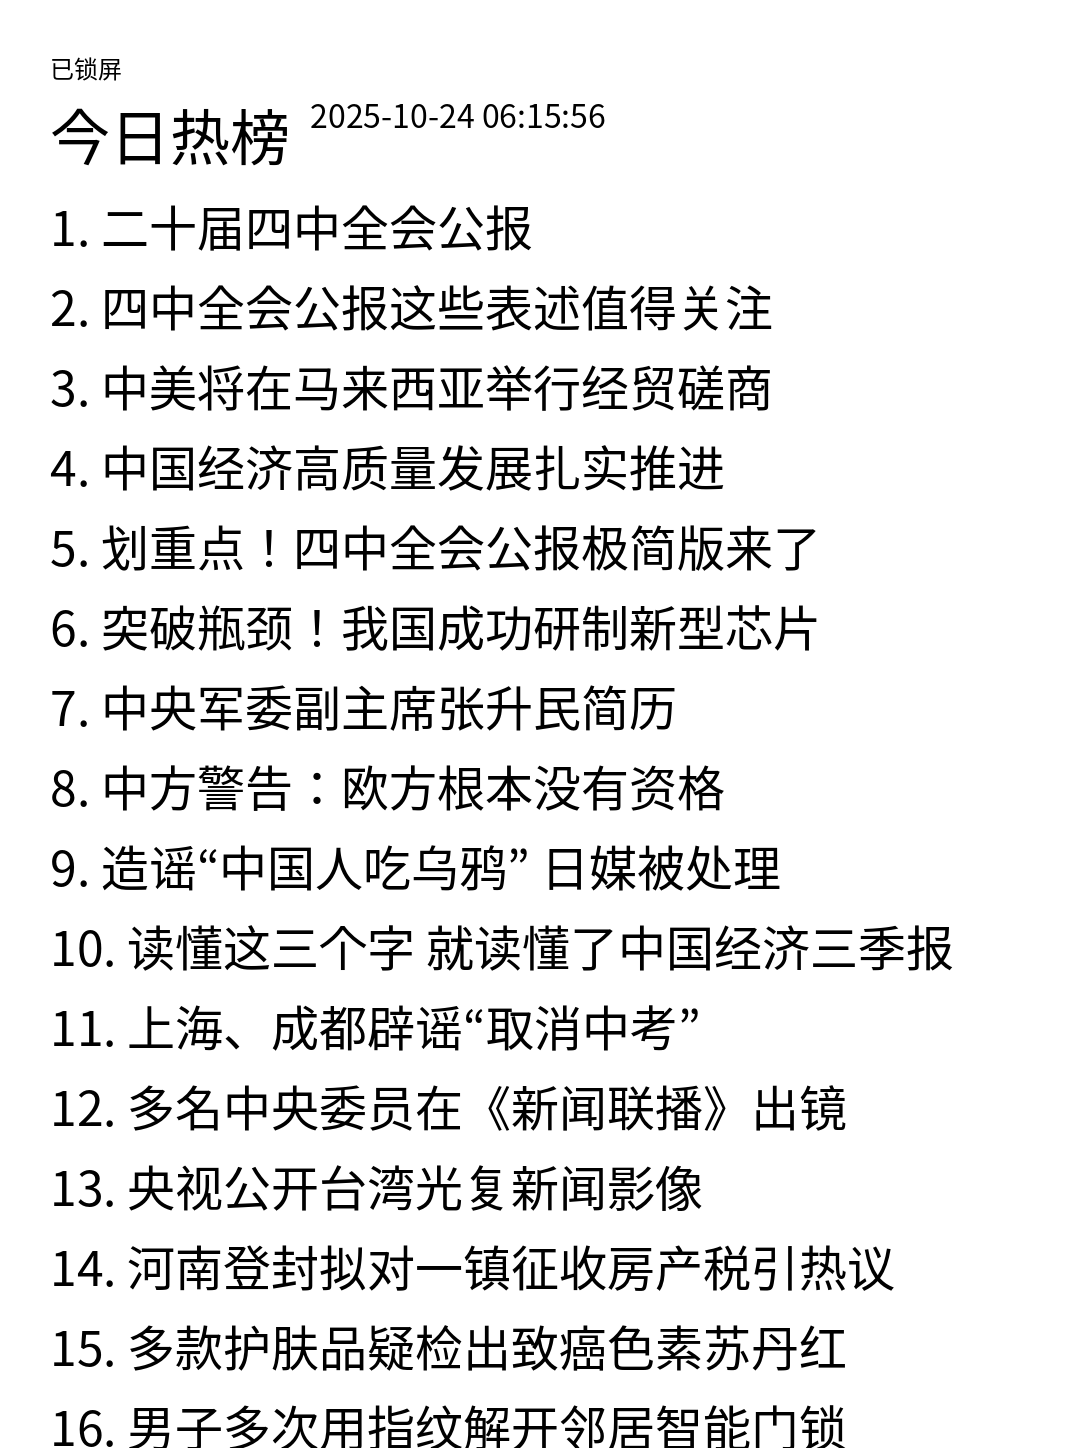 已锁屏
今日热榜 2025-10-24 06:15:56
1. 二十届四中全会公报
2. 四中全会公报这些表述值得关注
3. 中美将在马来西亚举行经贸磋商
4. 中国经济高质量发展扎实推进
5. 划重点！四中全会公报极简版来了
6. 突破瓶颈！我国成功研制新型芯片
7. 中央军委副主席张升民简历
8. 中方警告：欧方根本没有资格
9. 造谣“中国人吃乌鸦” 日媒被处理
10. 读懂这三个字 就读懂了中国经济三季报
11. 上海、成都辟谣“取消中考”
12. 多名中央委员在《新闻联播》出镜
13. 央视公开台湾光复新闻影像
14. 河南登封拟对一镇征收房产税引热议
15. 多款护肤品疑检出致癌色素苏丹红
16. 男子多次用指纹解开邻居智能门锁